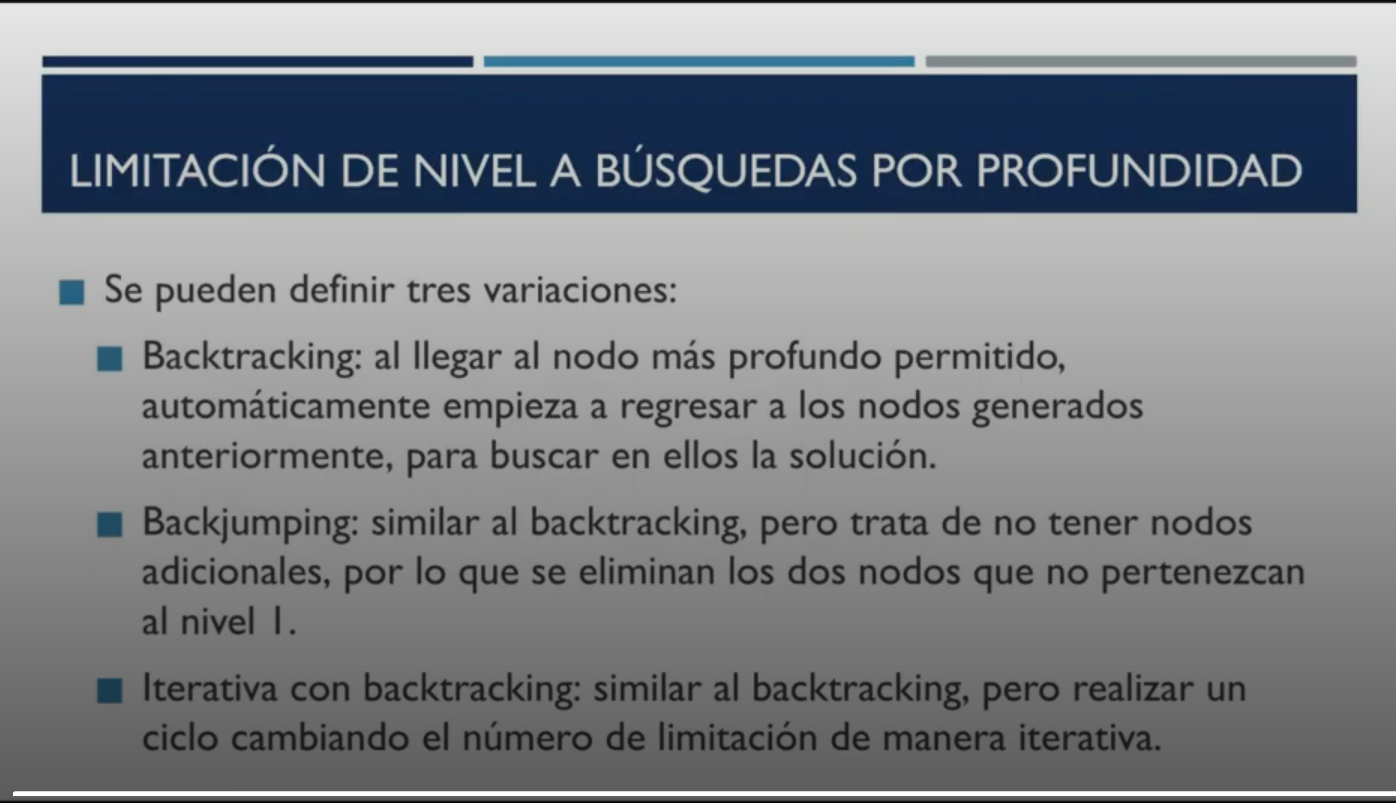 LIMITACIÓN DE NIVEL A BÚSQUEDAS POR PROFUNDIDAD
Se pueden definir tres variaciones:
Backtracking: al llegar al nodo más profundo permitido,
automáticamente empieza a regresar a los nodos generados
anteriormente, para buscar en ellos la solución.
Backjumping: similar al backtracking, pero trata de no tener nodos
adicionales, por lo que se eliminan los dos nodos que no pertenezcan
al nivel 1.
Iterativa con backtracking: similar al backtracking, pero realizar un
ciclo cambiando el número de limitación de manera iterativa.